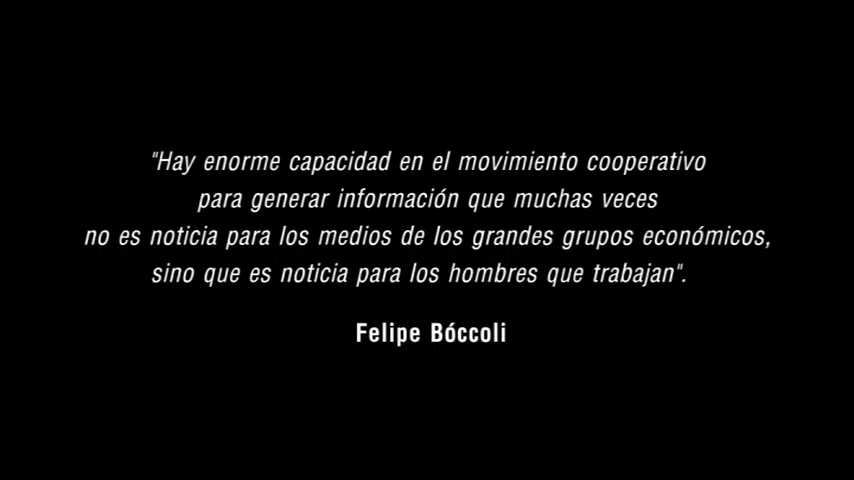 "Hay enorme capacidad en el movimiento cooperativo
para generar información que muchas veces
no es noticia para los medios de los grandes grupos económicos,
sino que es noticia para los hombres que trabajan".
Felipe Bóccoli